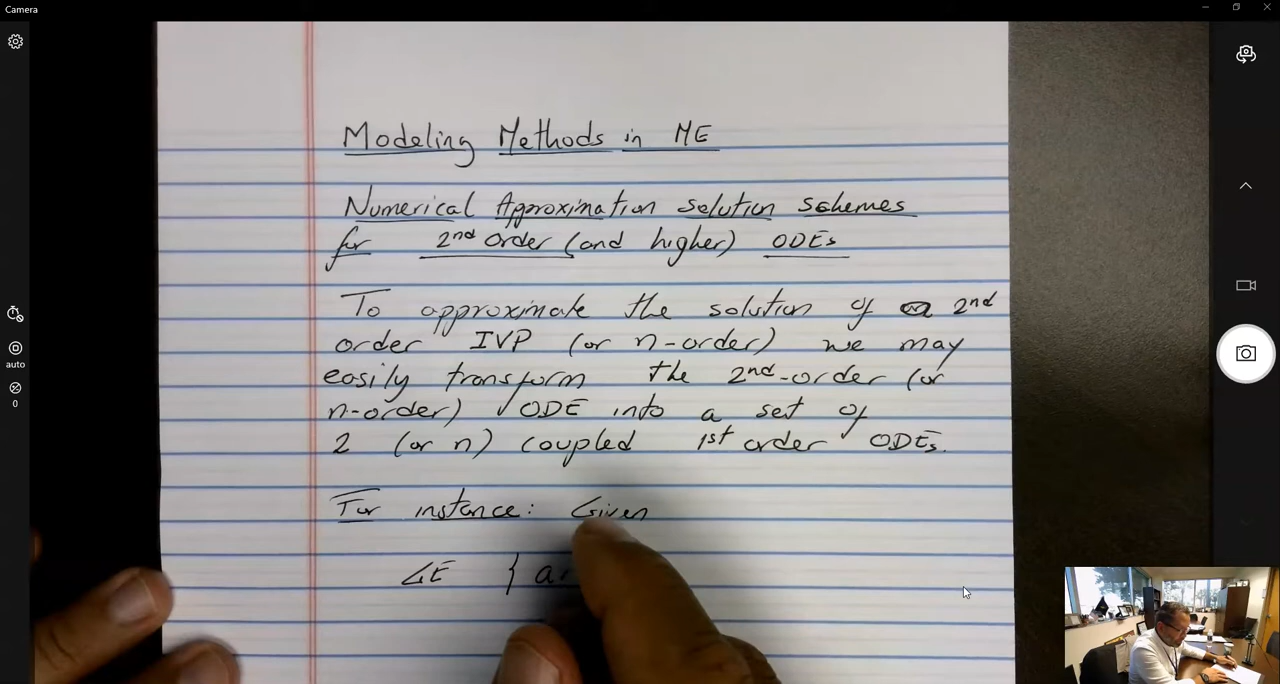 Camera
Modeling Methods in ME
Numerical Approximation solution schemes
for 2nd order (and higher) ODEs
To approximate the solution of a 2nd
order IVP (or n-order) we may
easily transform the 2nd-order (or
n-order) ODE into a set of
2 (or n) coupled 1st order ODEs.
For instance: Given
GE {
auto
0